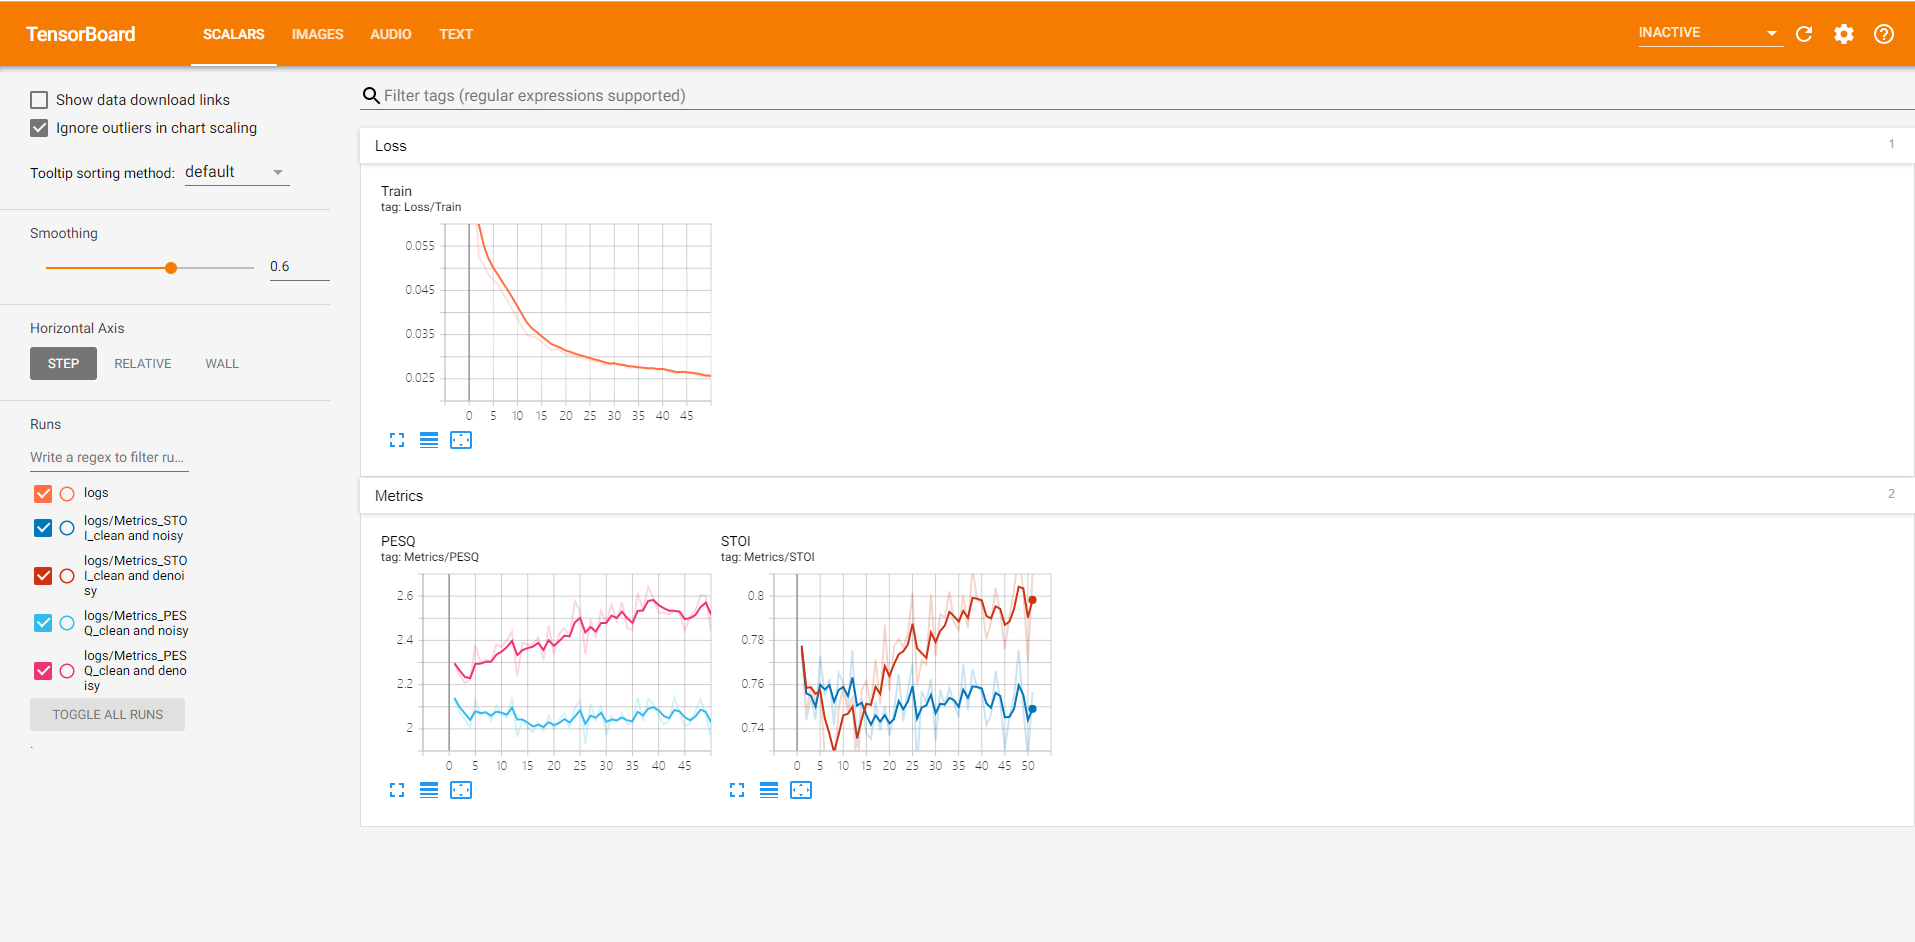 TensorBoard SCALARS IMAGES AUDIO TEXT INACTIVE
Show data download links
Ignore outliers in chart scaling
Tooltip sorting method: default
Smoothing
0.6
Horizontal Axis
STEP RELATIVE WALL
Runs
Write a regex to filter ru...
logs
logs/Metrics_STO
I_clean and noisy
logs/Metrics_STO
I_clean and denoi
sy
logs/Metrics_PES
Q_clean and noisy
logs/Metrics_PES
Q_clean and deno
isy
TOGGLE ALL RUNS
.
Filter tags (regular expressions supported)
Loss 1
Train
tag: Loss/Train
0.055
0.045
0.035
0.025
0 5 10 15 20 25 30 35 40 45
Metrics 2
PESQ
tag: Metrics/PESQ
2.6
2.4
2.2
2
0 5 10 15 20 25 30 35 40 45
STOI
tag: Metrics/STOI
0.8
0.78
0.76
0.74
0 5 10 15 20 25 30 35 40 45 50